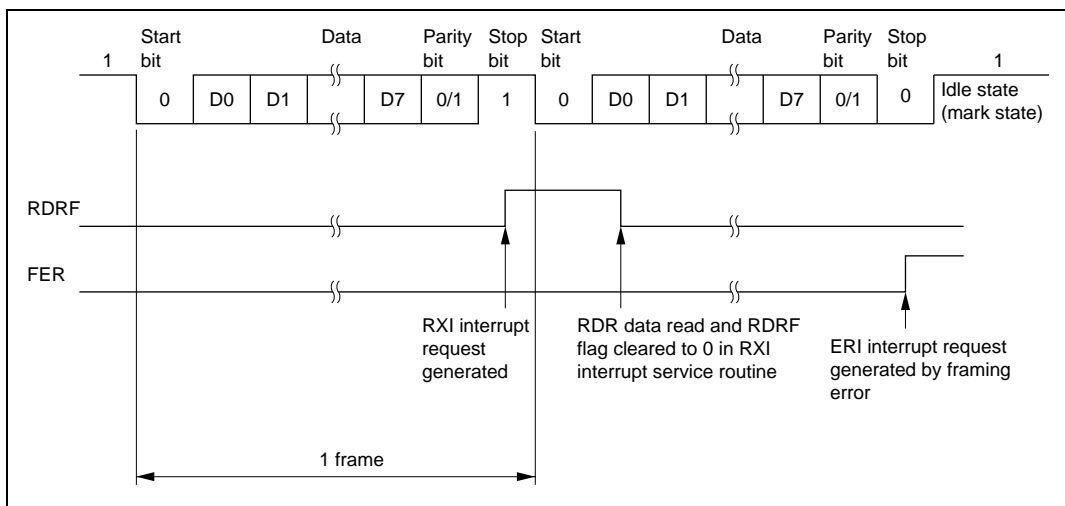 Start bit
Data
Parity bit
Stop bit
Start bit
Data
Parity bit
Stop bit
1
1
0
D0
D1
D7
0/1
1
0
D0
D1
D7
0/1
0
Idle state
(mark state)
RDRF
FER
RXI interrupt
request
generated
RDR data read and RDRF
flag cleared to 0 in RXI
interrupt service routine
ERI interrupt request
generated by framing
error
1 frame